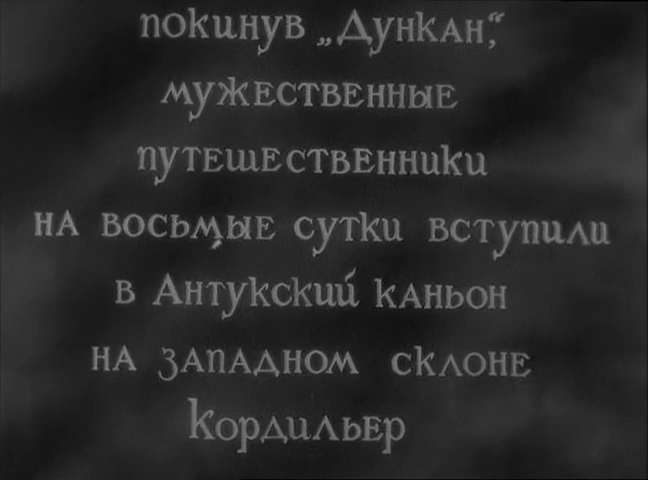 покинув „Дункан“,
мужественные
путешественники
на восьмые сутки вступили
в Антукский каньон
на западном склоне
Кордильер